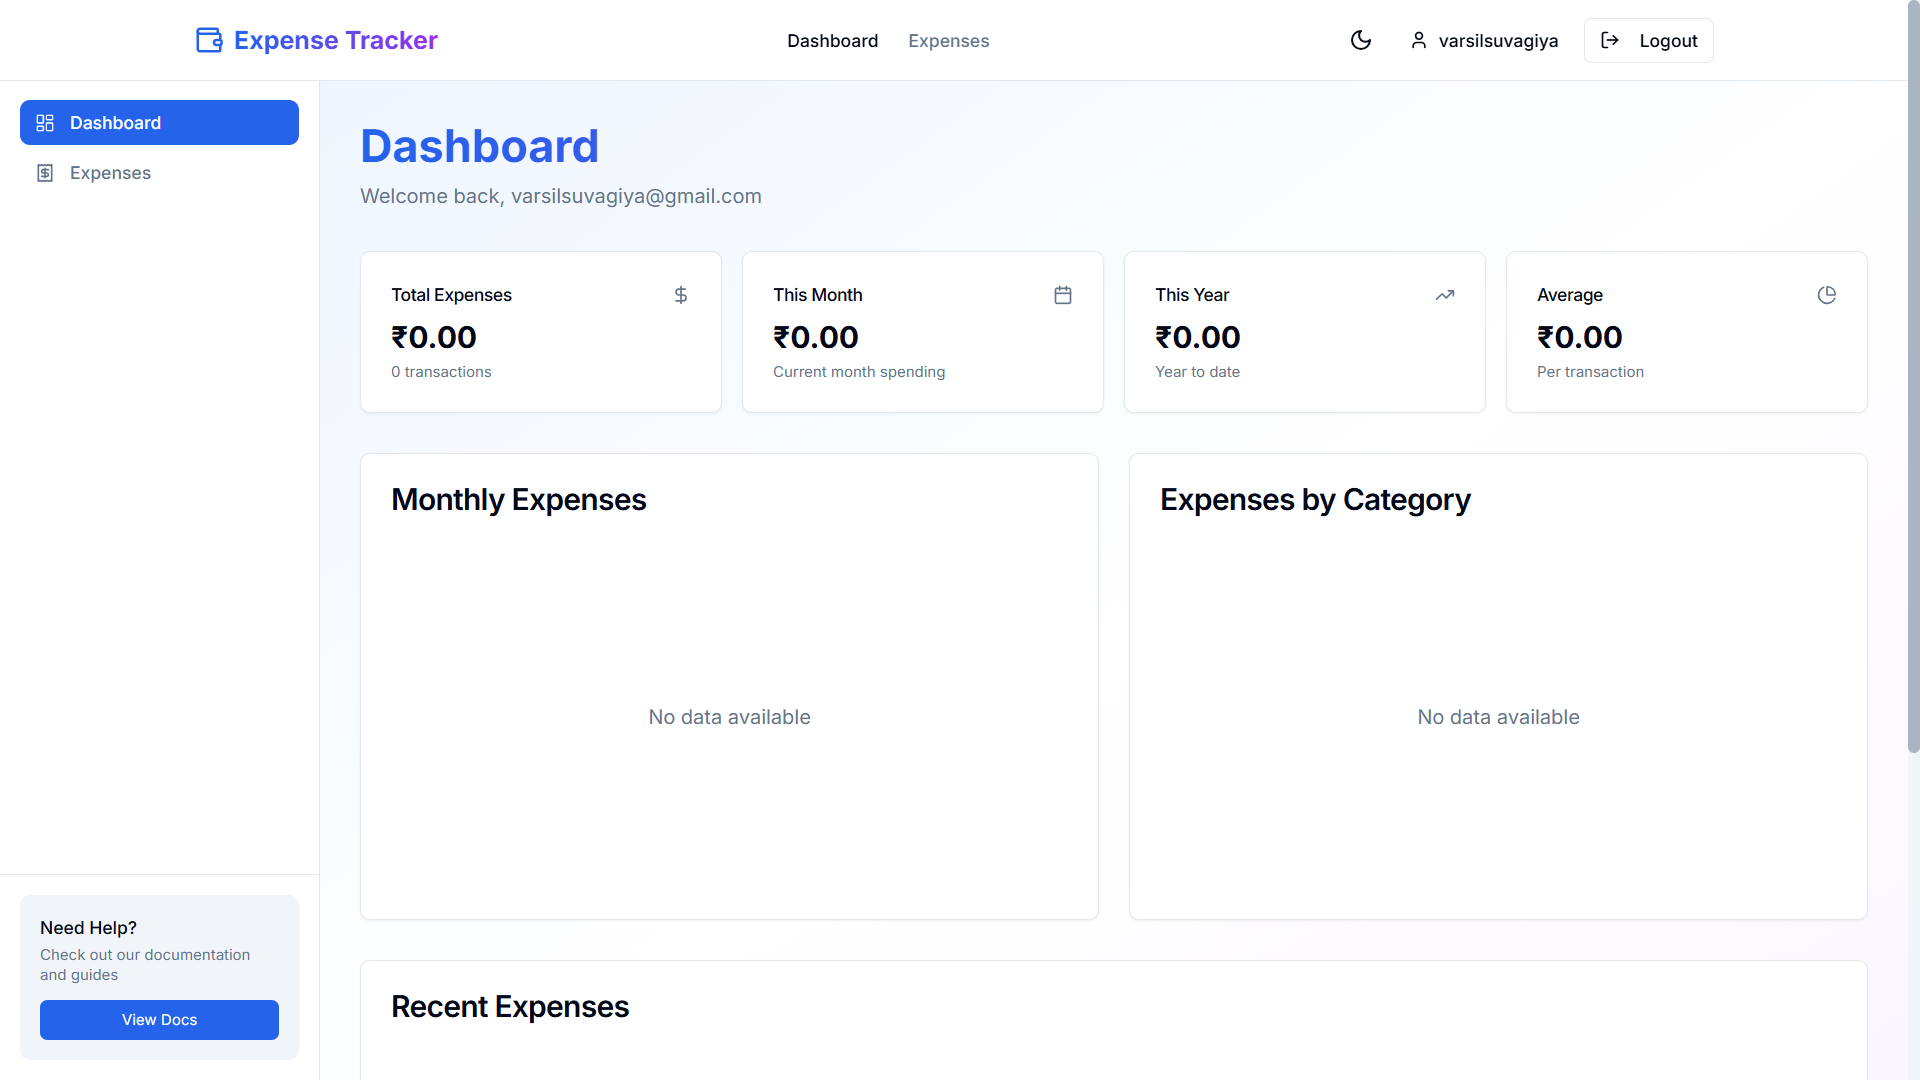 Expense Tracker
Dashboard
Expenses
varsilsuvagiya
Logout
Dashboard
Expenses
Need Help?
Check out our documentation
and guides
View Docs
Dashboard
Welcome back, varsilsuvagiya@gmail.com
Total Expenses
₹0.00
0 transactions
This Month
₹0.00
Current month spending
This Year
₹0.00
Year to date
Average
₹0.00
Per transaction
Monthly Expenses
No data available
Expenses by Category
No data available
Recent Expenses